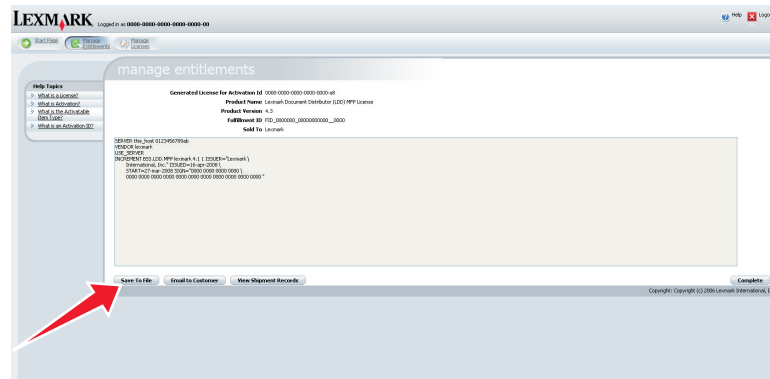 LEXMARK Logged in as 0000-0000-0000-0000-0000-00
Help Logo
Start Page Manage Entitlements Manage Licenses
manage entitlements
Help Topics
What is a License?
What is Activation?
What is the Activatable
Item Type?
What is an Activation ID?
Generated License for Activation Id 0000-0000-0000-0000-0000-a8
Product Name Lexmark Document Distributor (LDD) MFP License
Product Version 4.3
Fulfillment ID FID_0000000_0000000000__0000
Sold To Lexmark
SERVER this_host 0123456789ab
VENDOR lexmark
USE_SERVER
INCREMENT ESS.LDD.MFP lexmark 4.1 1 ISSUER="Lexmark \
International, Inc." ISSUED=16-apr-2008 \
START=27-mar-2008 SIGN="0000 0000 0000 0080 \
0000 0000 0000 0000 0000 0000 0000 0000 0000 0000 "
Save To File Email to Customer View Shipment Records Complete
Copyright: Copyright (c) 2006 Lexmark International, I